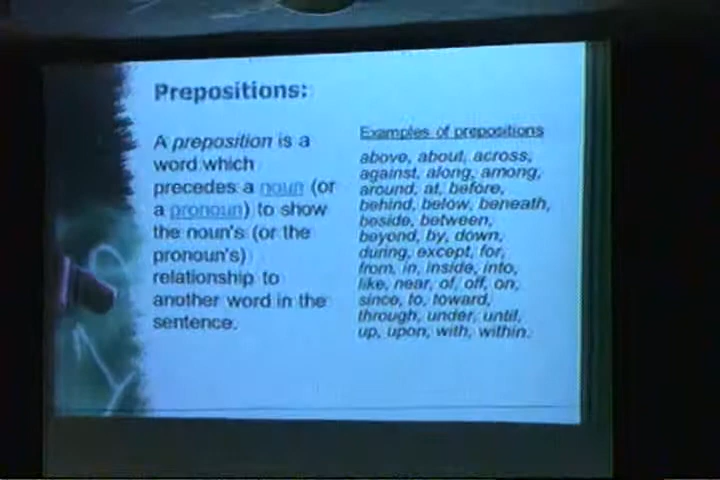 Prepositions:
A preposition is a
word which
precedes a noun (or
a pronoun) to show
the noun's (or the
pronoun's)
relationship to
another word in the
sentence.
Examples of prepositions
above, about, across,
against, along, among,
around, at, before,
behind, below, beneath,
beside, between,
beyond, by, down,
during, except, for,
from, in, inside, into,
like, near, of, off, on,
since, to, toward,
through, under, until,
up, upon, with, within.